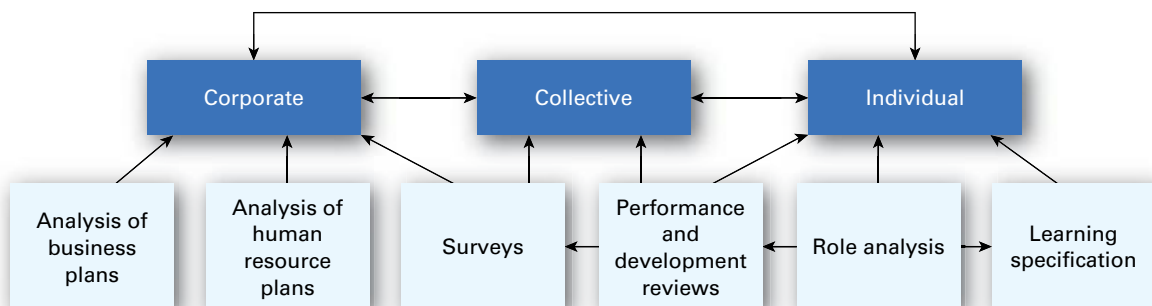 Corporate
Collective
Individual
Analysis of
business
plans
Analysis of
human
resource
plans
Surveys
Performance
and
development
reviews
Role analysis
Learning
specification